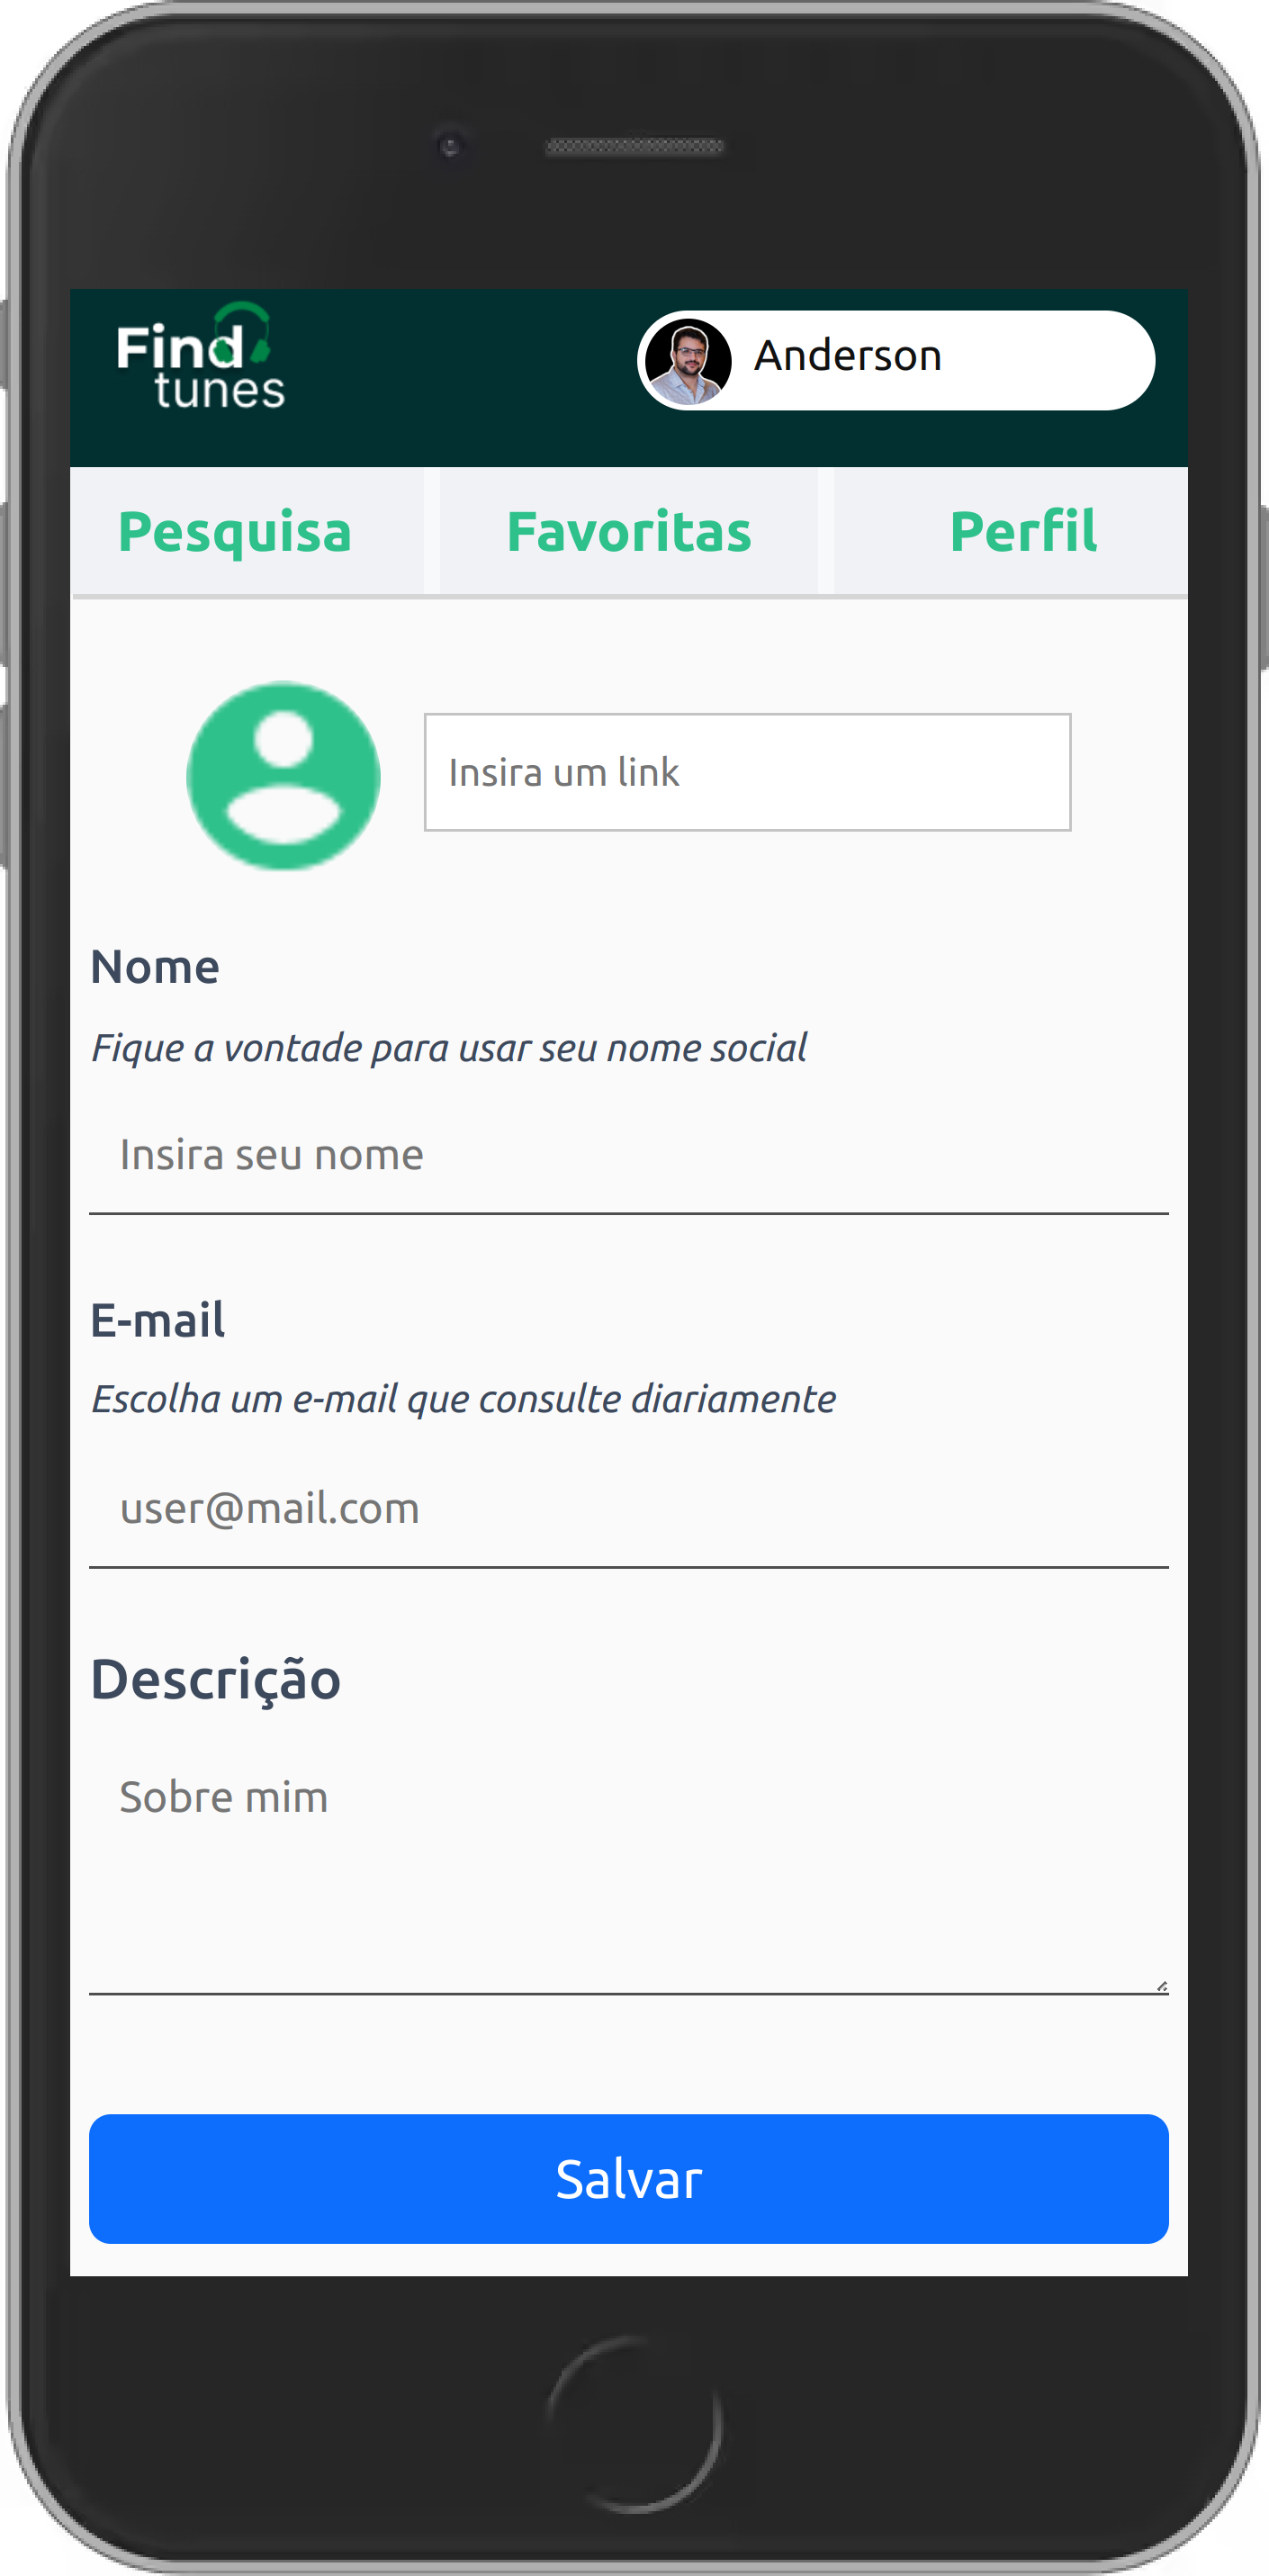 Find
tunes
Anderson
Pesquisa
Favoritas
Perfil
Insira um link
Nome
Fique a vontade para usar seu nome social
Insira seu nome
E-mail
Escolha um e-mail que consulte diariamente
user@mail.com
Descrição
Sobre mim
Salvar